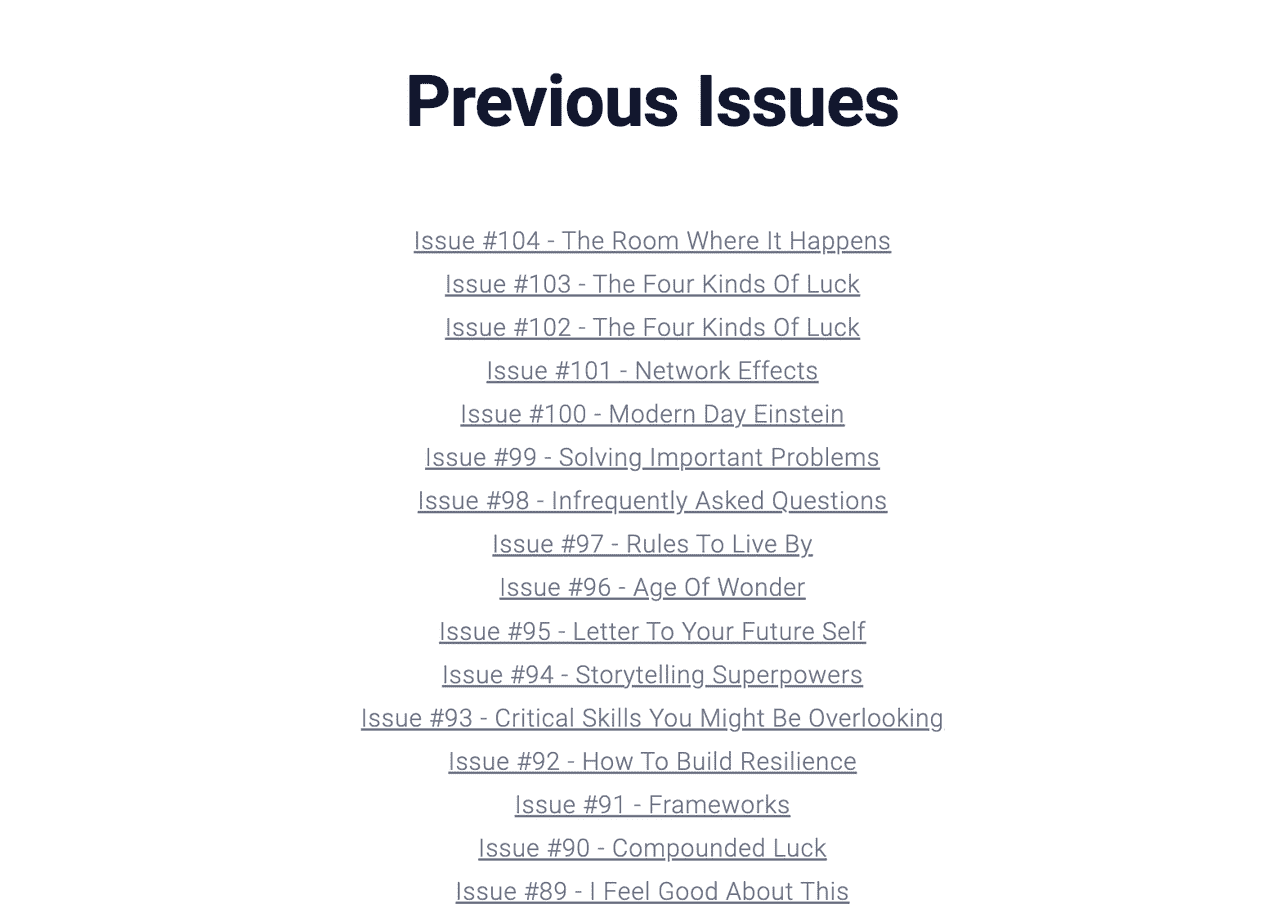 Previous Issues
Issue #104 - The Room Where It Happens
Issue #103 - The Four Kinds Of Luck
Issue #102 - The Four Kinds Of Luck
Issue #101 - Network Effects
Issue #100 - Modern Day Einstein
Issue #99 - Solving Important Problems
Issue #98 - Infrequently Asked Questions
Issue #97 - Rules To Live By
Issue #96 - Age Of Wonder
Issue #95 - Letter To Your Future Self
Issue #94 - Storytelling Superpowers
Issue #93 - Critical Skills You Might Be Overlooking
Issue #92 - How To Build Resilience
Issue #91 - Frameworks
Issue #90 - Compounded Luck
Issue #89 - I Feel Good About This